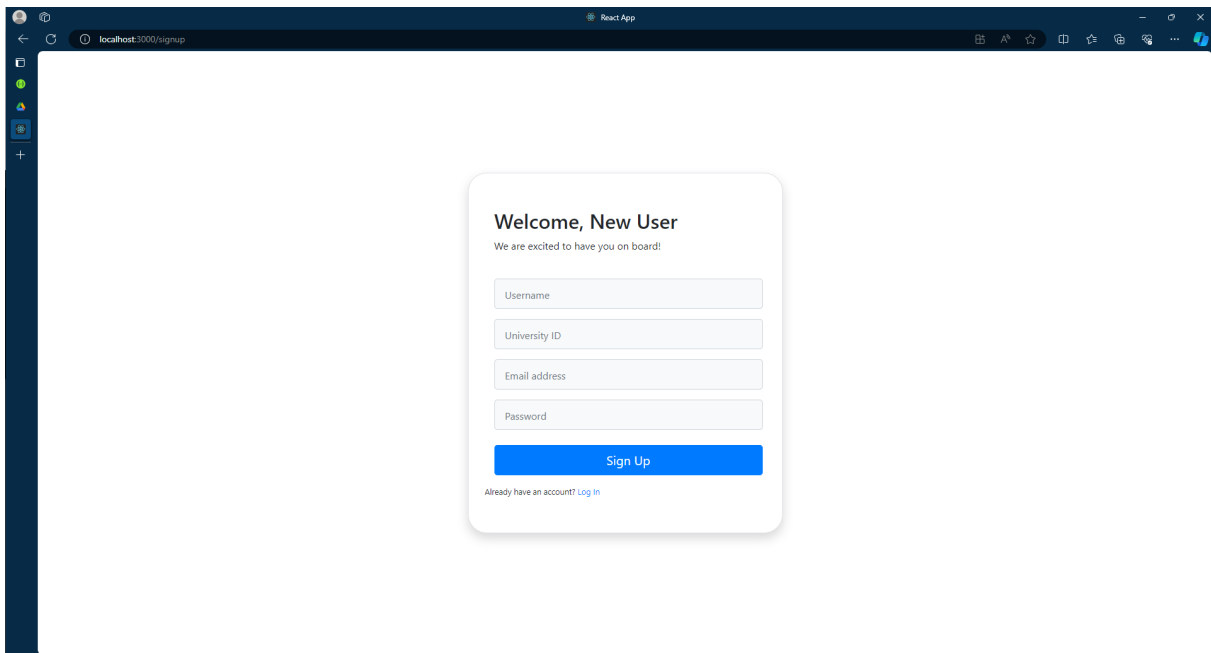 React App
localhost:3000/signup
Welcome, New User
We are excited to have you on board!
Username
University ID
Email address
Password
Sign Up
Already have an account? Log In